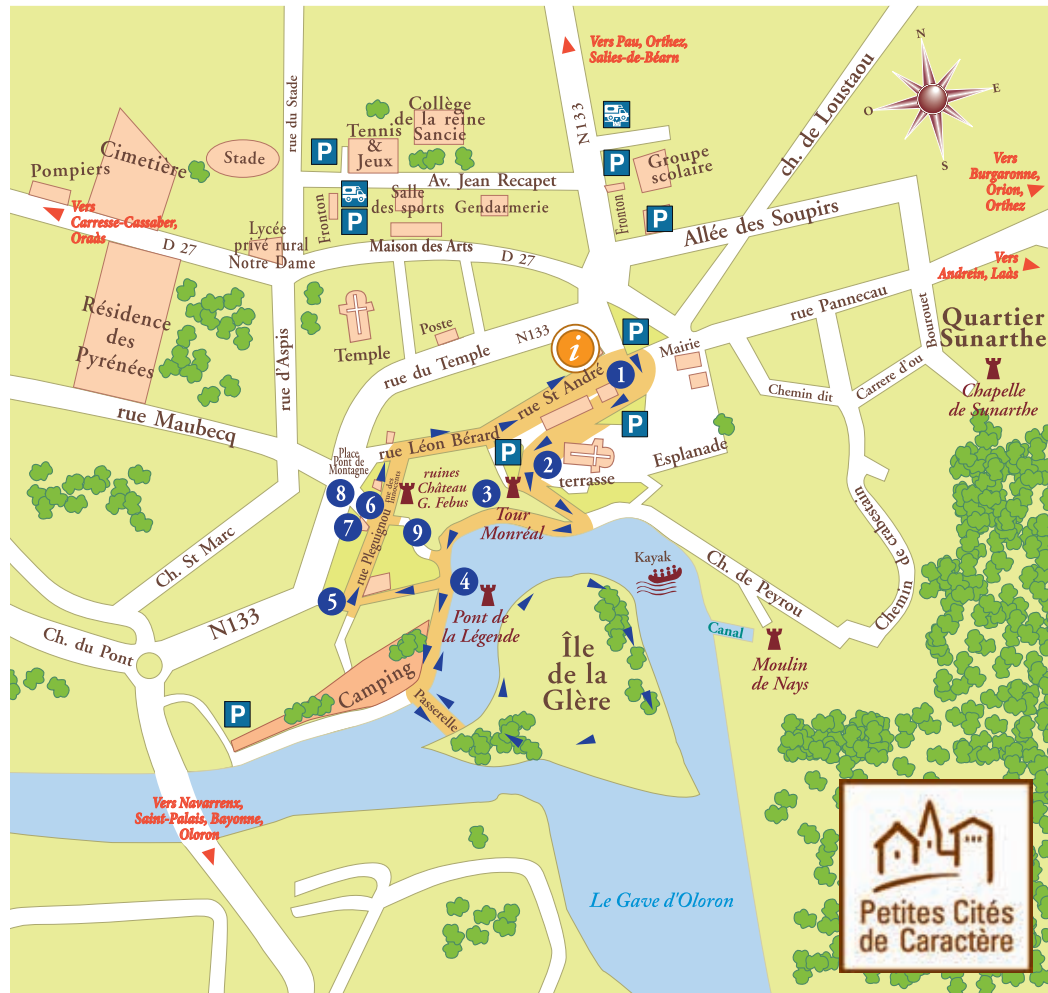 N
E
S
O
Vers Pau, Orthez,
Salies-de-Béarn
N133
ch. de Loustaou
rue du Stade
Collège
de la reine
Sancie
Tennis
&
Jeux
P
P
Groupe
scolaire
Cimetière
Stade
Pompiers
Av. Jean Recapet
Vers
Burgaronne,
Orion,
Orthez
Vers
Carresse-Cassaber,
Oraàs
Fronton
P
Salle
des sports
Gendarmerie
Fronton
P
Allée des Soupirs
D 27
Lycée
privé rural
Notre Dame
Maison des Arts
D 27
Vers
Andrein, Laàs
rue Pannecau
Bourouet
Quartier
Sunarthe
Résidence
des
Pyrénées
Temple
Poste
N133
rue du Temple
i
P
Mairie
rue d'Aspis
rue St André
1
Chemin dit
Carrere d'ou
Chapelle
de Sunarthe
rue Maubecq
P
rue Léon Bérard
P
2
Esplanade
terrasse
Place
Pont de
Montagne
rue des Innocents
ruines
Château
G. Febus
3
8
6
7
9
Tour
Monréal
Ch. St Marc
rue Pleguignou
Kayak
Ch. de Peyrou
Chemin de crabestain
4
5
Pont de
la Légende
N133
Ch. du Pont
Canal
Moulin
de Nays
Île
de la
Glère
Camping
Passerelle
P
Vers Navarrenx,
Saint-Palais, Bayonne,
Oloron
Le Gave d'Oloron
Petites Cités
de Caractère